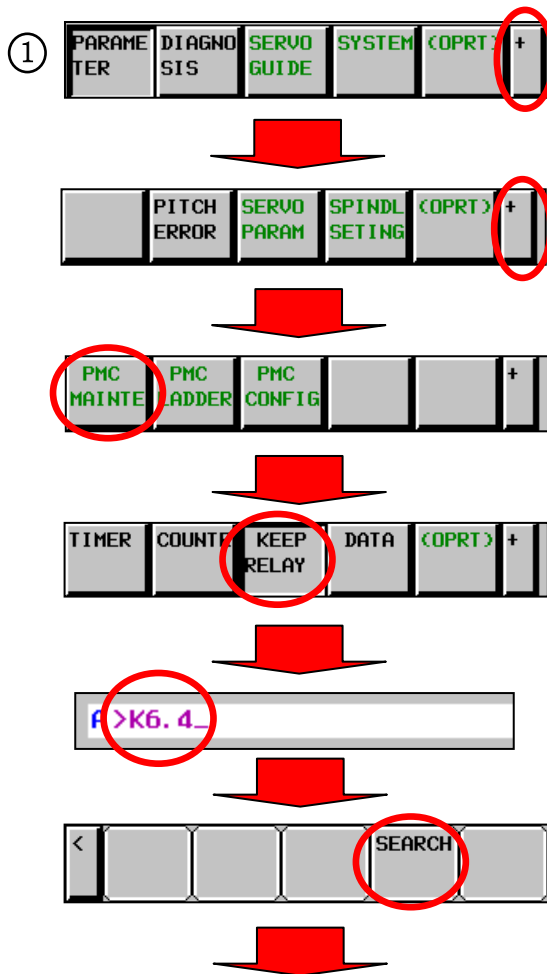 ①
PARAME DIAGNO SERVO SYSTEM (OPRT) +
TER SIS GUIDE
PITCH SERVO SPINDL (OPRT) +
ERROR PARAM SETING
PMC PMC PMC +
MAINTE LADDER CONFIG
TIMER COUNTE KEEP DATA (OPRT) +
RELAY
A>K6.4_
< SEARCH